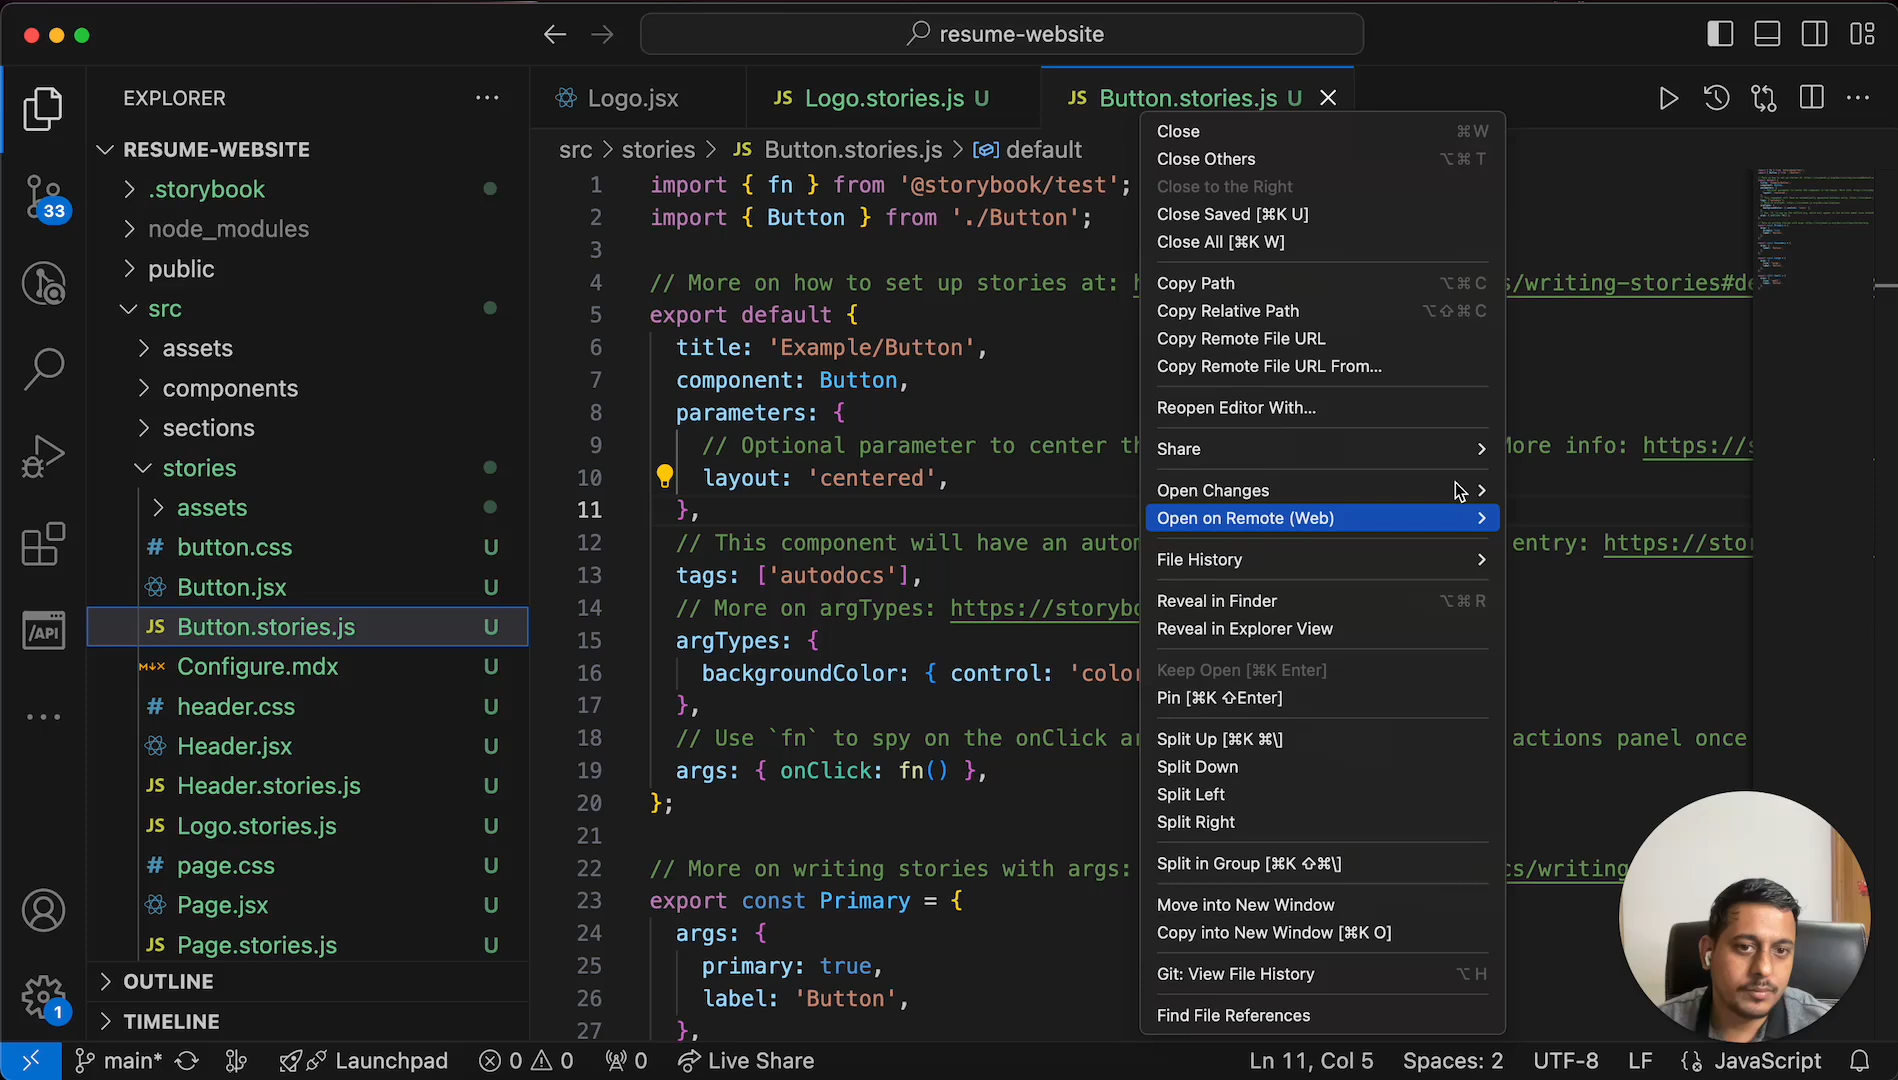 resume-website
EXPLORER
RESUME-WEBSITE
.storybook
node_modules
public
src
assets
components
sections
stories
assets
# button.css U
Button.jsx U
JS Button.stories.js U
Configure.mdx U
# header.css U
Header.jsx U
JS Header.stories.js U
JS Logo.stories.js U
# page.css U
Page.jsx U
JS Page.stories.js U
OUTLINE
TIMELINE
33
/API
1
Logo.jsx
JS Logo.stories.js U
JS Button.stories.js U
src > stories > JS Button.stories.js > default
1 import { fn } from '@storybook/test';
2 import { Button } from './Button';
3
4 // More on how to set up stories at: h s/writing-stories#de
5 export default {
6 title: 'Example/Button',
7 component: Button,
8 parameters: {
9 // Optional parameter to center th More info: https://s
10 layout: 'centered',
11 },
12 // This component will have an autom entry: https://stor
13 tags: ['autodocs'],
14 // More on argTypes: https://storybo
15 argTypes: {
16 backgroundColor: { control: 'color
17 },
18 // Use `fn` to spy on the onClick ar actions panel once
19 args: { onClick: fn() },
20 };
21
22 // More on writing stories with args: cs/writing
23 export const Primary = {
24 args: {
25 primary: true,
26 label: 'Button',
27 },
Close ⌘W
Close Others ⌥⌘T
Close to the Right
Close Saved [⌘K U]
Close All [⌘K W]
Copy Path ⌥⌘C
Copy Relative Path ⌥⇧⌘C
Copy Remote File URL
Copy Remote File URL From...
Reopen Editor With...
Share
Open Changes
Open on Remote (Web)
File History
Reveal in Finder ⌥⌘R
Reveal in Explorer View
Keep Open [⌘K Enter]
Pin [⌘K ⇧Enter]
Split Up [⌘K ⌘\]
Split Down
Split Left
Split Right
Split in Group [⌘K ⇧⌘\]
Move into New Window
Copy into New Window [⌘K O]
Git: View File History ⌥H
Find File References
main* Launchpad 0 0 0 Live Share Ln 11, Col 5 Spaces: 2 UTF-8 LF {} JavaScript